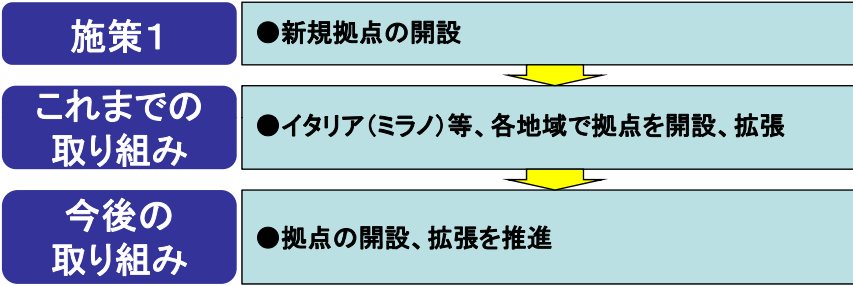 施策１
●新規拠点の開設
これまでの
取り組み
●イタリア（ミラノ）等、各地域で拠点を開設、拡張
今後の
取り組み
●拠点の開設、拡張を推進